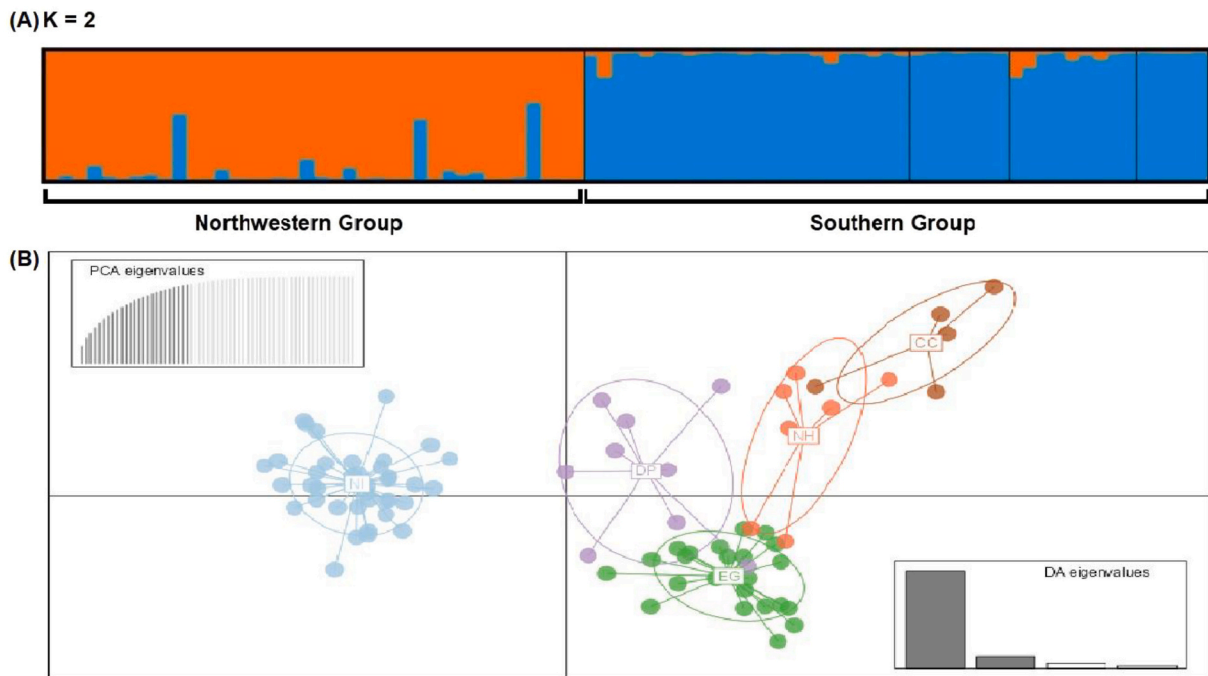 (A) K = 2
Northwestern Group
Southern Group
(B)
PCA eigenvalues
CC
NH
DP
NI
EG
DA eigenvalues